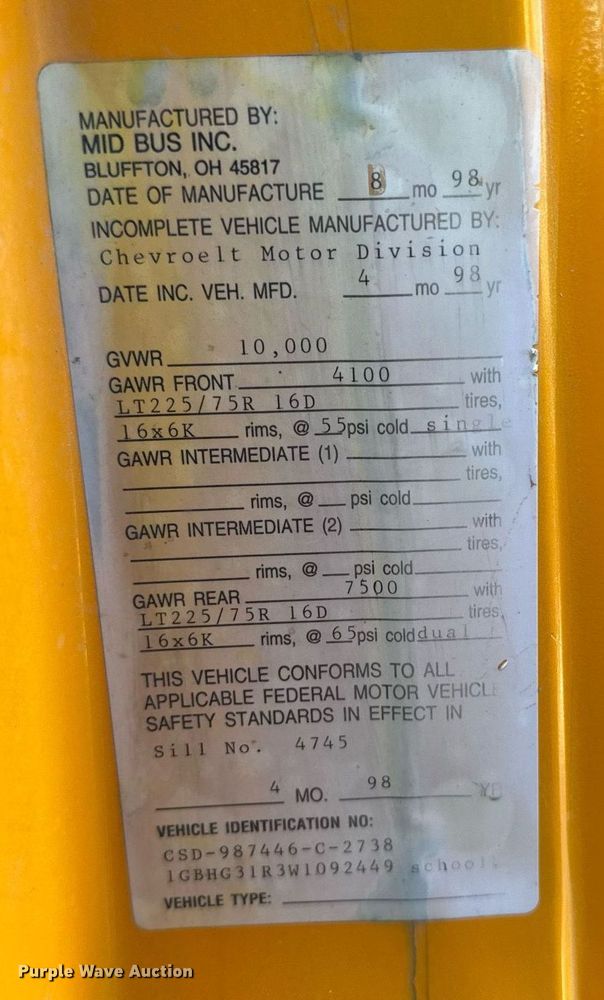 MANUFACTURED BY:
MID BUS INC.
BLUFFTON, OH 45817
DATE OF MANUFACTURE 8 mo 98 yr
INCOMPLETE VEHICLE MANUFACTURED BY:
Chevroelt Motor Division
DATE INC. VEH. MFD. 4 mo 98 yr
GVWR 10,000
GAWR FRONT 4100 with
LT225/75R 16D tires,
16x6K rims, @ 55 psi cold single
GAWR INTERMEDIATE (1) with
tires,
rims, @ psi cold
GAWR INTERMEDIATE (2) with
tires,
rims, @ psi cold
GAWR REAR 7500 with
LT225/75R 16D tires,
16x6K rims, @ 65 psi cold dual
THIS VEHICLE CONFORMS TO ALL
APPLICABLE FEDERAL MOTOR VEHICLE
SAFETY STANDARDS IN EFFECT IN
Sill No. 4745
4 MO. 98 YR
VEHICLE IDENTIFICATION NO:
CSD-987446-C-2738
1GBHG31R3W1092449 school
VEHICLE TYPE:
Purple Wave Auction